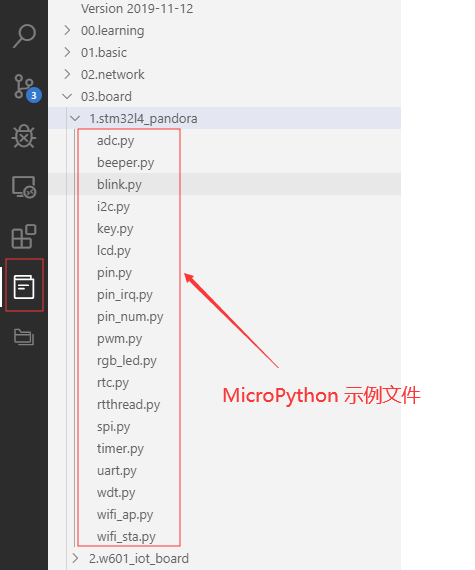 Version 2019-11-12
00.learning
01.basic
02.network
03.board
1.stm32l4_pandora
adc.py
beeper.py
blink.py
3
i2c.py
key.py
lcd.py
pin.py
pin_irq.py
pin_num.py
pwm.py
rgb_led.py
MicroPython 示例文件
rtc.py
rtthread.py
spi.py
timer.py
uart.py
wdt.py
wifi_ap.py
wifi_sta.py
2.w601_iot_board